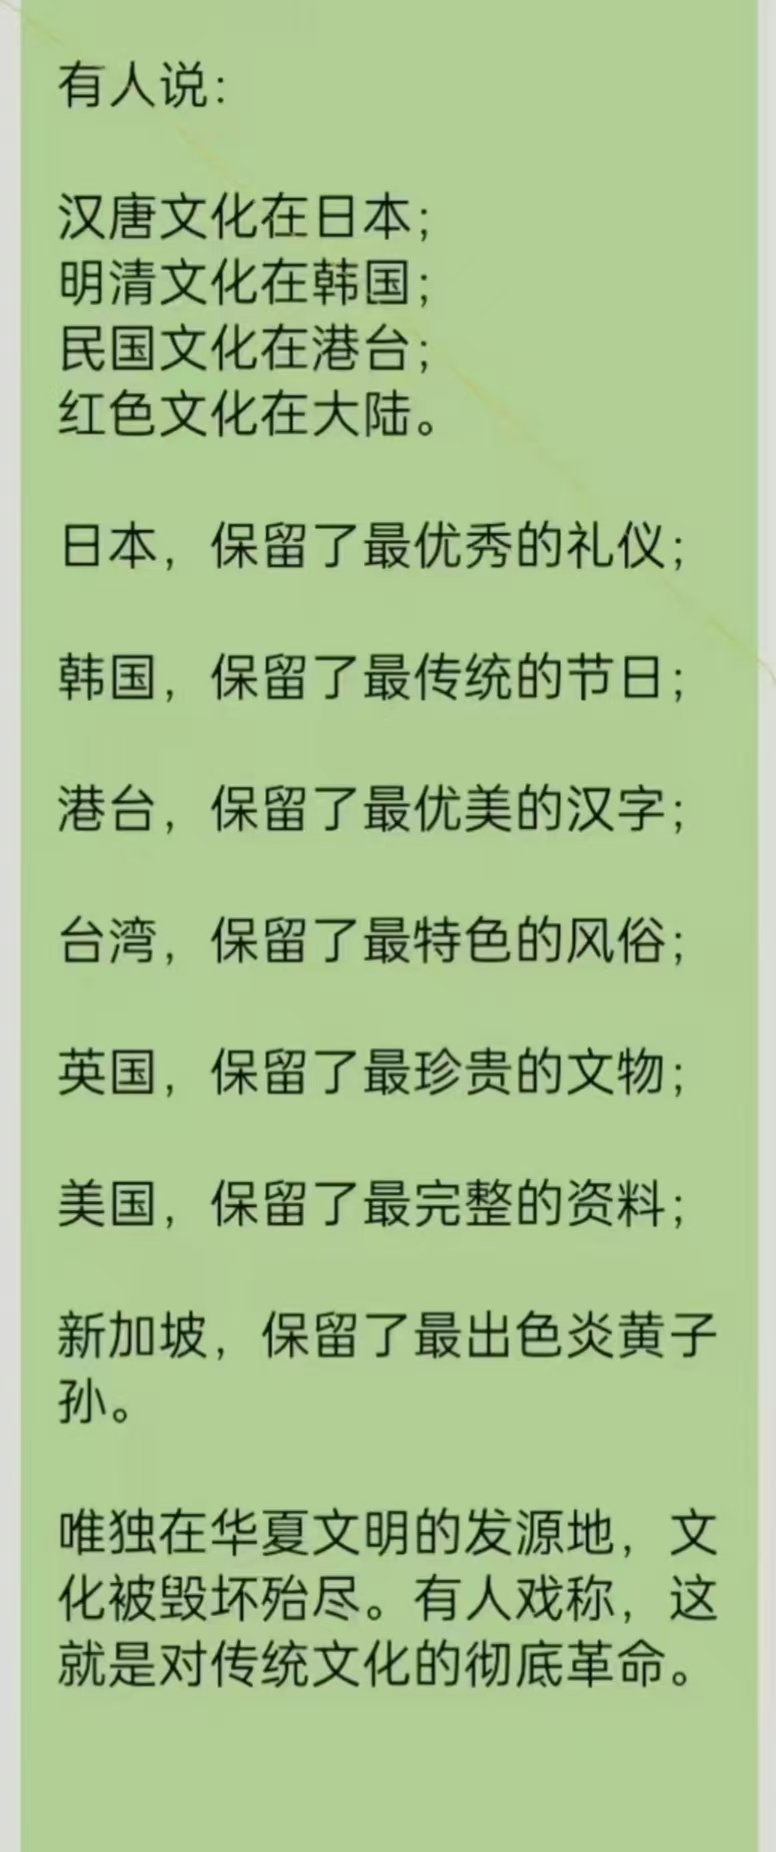 有人说：
汉唐文化在日本；
明清文化在韩国；
民国文化在港台；
红色文化在大陆。
日本，保留了最优秀的礼仪；
韩国，保留了最传统的节日；
港台，保留了最优美的汉字；
台湾，保留了最特色的风俗；
英国，保留了最珍贵的文物；
美国，保留了最完整的资料；
新加坡，保留了最出色炎黄子
孙。
唯独在华夏文明的发源地，文
化被毁坏殆尽。有人戏称，这
就是对传统文化的彻底革命。